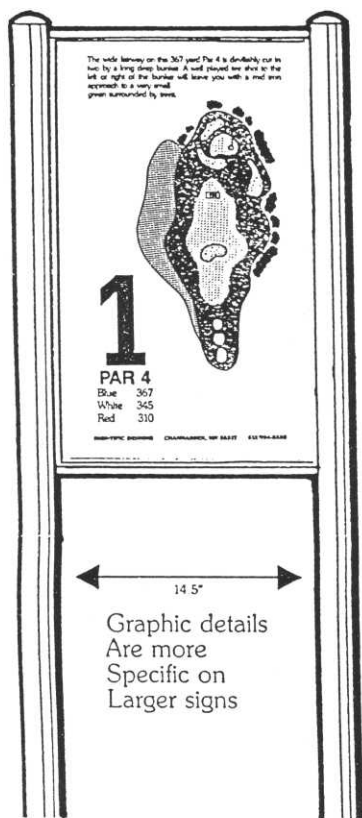 The wide fairway on the 367 yard Par 4 is devilishly cut in
two by a long deep bunker. A well played tee shot to the
left or right of the bunker will leave you with a mid iron
approach to a very small
green surrounded by trees.
1
PAR 4
Blue 367
White 345
Red 310
14.5"
Graphic details
Are more
Specific on
Larger signs